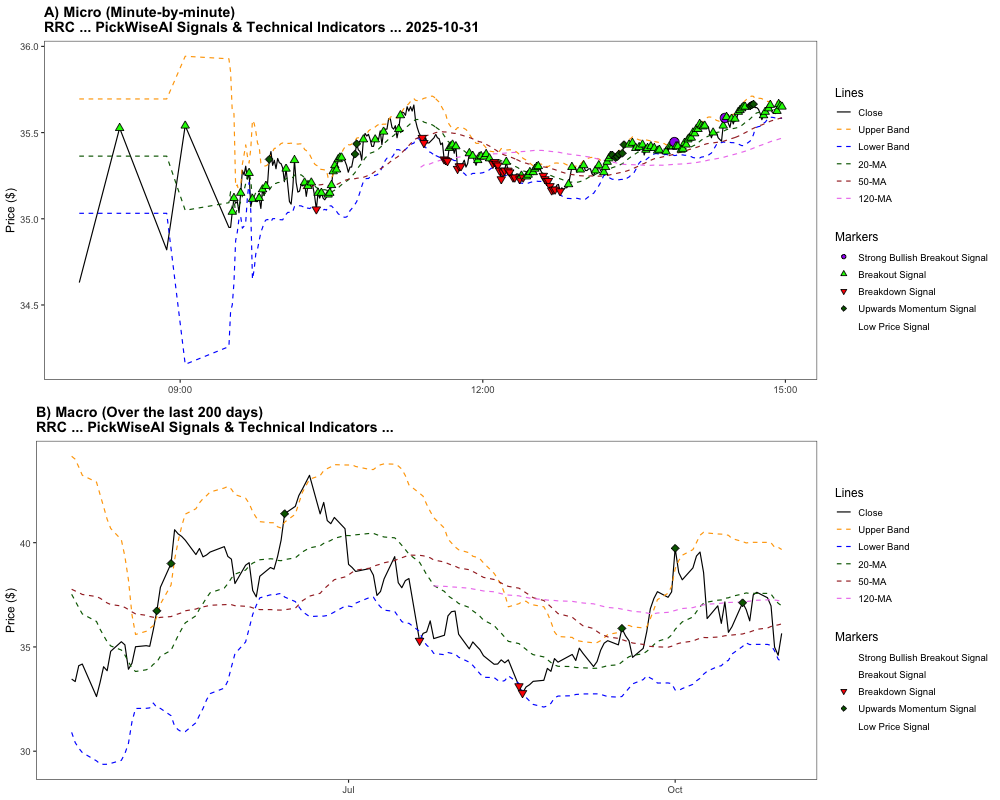 A) Micro (Minute-by-minute)
RRC ... PickWiseAI Signals & Technical Indicators ... 2025-10-31
36.0
35.5
35.0
34.5
Price ($)
09:00
12:00
15:00
Lines
Close
Upper Band
Lower Band
20-MA
50-MA
120-MA
Markers
Strong Bullish Breakout Signal
Breakout Signal
Breakdown Signal
Upwards Momentum Signal
Low Price Signal
B) Macro (Over the last 200 days)
RRC ... PickWiseAI Signals & Technical Indicators ...
40
35
30
Price ($)
Jul
Oct
Lines
Close
Upper Band
Lower Band
20-MA
50-MA
120-MA
Markers
Strong Bullish Breakout Signal
Breakout Signal
Breakdown Signal
Upwards Momentum Signal
Low Price Signal